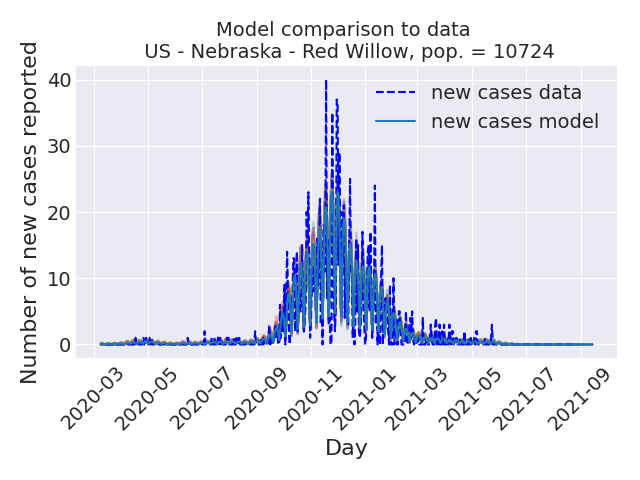 Model comparison to data
US - Nebraska - Red Willow, pop. = 10724
Number of new cases reported
40
30
20
10
0
new cases data
new cases model
2020-03
2020-05
2020-07
2020-09
2020-11
2021-01
2021-03
2021-05
2021-07
2021-09
Day